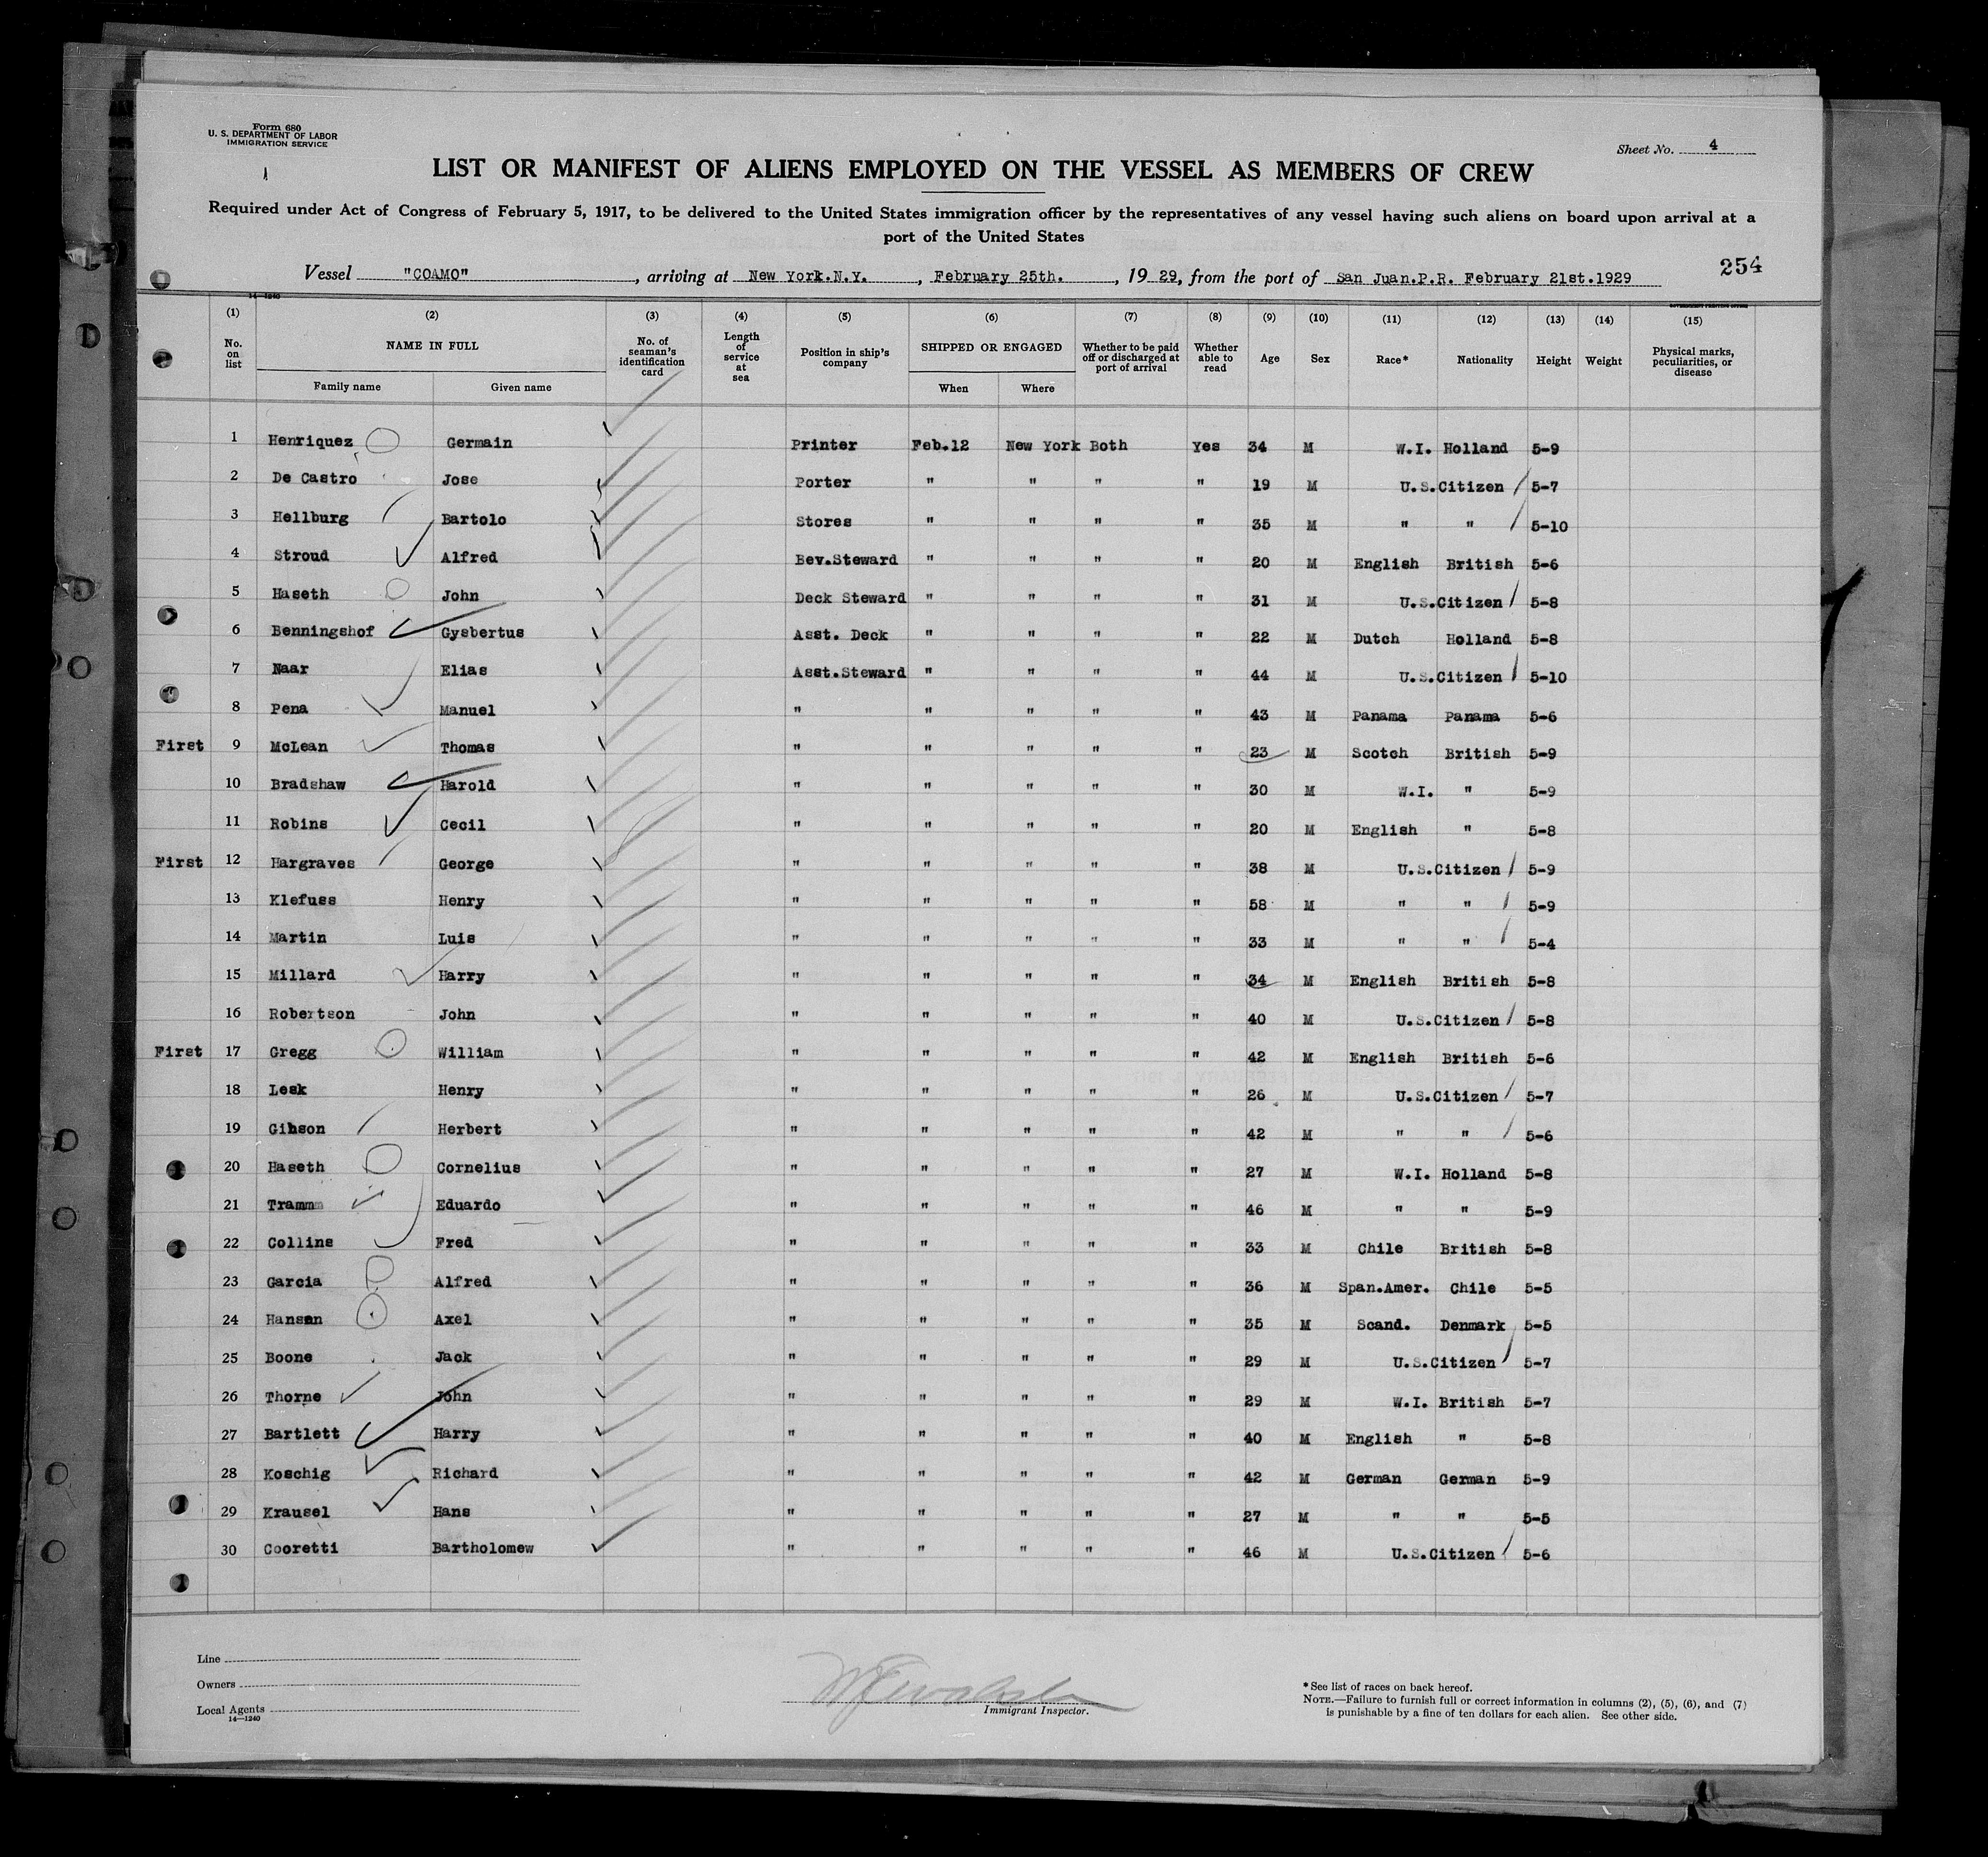 Form 680
U. S. DEPARTMENT OF LABOR
IMMIGRATION SERVICE
Sheet No. 4
LIST OR MANIFEST OF ALIENS EMPLOYED ON THE VESSEL AS MEMBERS OF CREW
Required under Act of Congress of February 5, 1917, to be delivered to the United States immigration officer by the representatives of any vessel having such aliens on board upon arrival at a
port of the United States
Vessel "COAMO", arriving at New York.N.Y., February 25th., 1929, from the port of San Juan.P.R. February 21st.1929
254
14—1240
(1) (2) (3) (4) (5) (6) (7) (8) (9) (10) (11) (12) (13) (14) (15)
No. on list
NAME IN FULL
Family name Given name
No. of seaman's identification card
Length of service at sea
Position in ship's company
SHIPPED OR ENGAGED
When Where
Whether to be paid off or discharged at port of arrival
Whether able to read
Age Sex Race* Nationality Height Weight
Physical marks, peculiarities, or disease
1 Henriquez Germain Printer Feb.12 New York Both Yes 34 M W.I. Holland 5-9
2 De Castro Jose Porter " " " " 19 M U.S.Citizen 5-7
3 Hellburg Bartolo Stores " " " " 35 M " " 5-10
4 Stroud Alfred Bev.Steward " " " " 20 M English British 5-6
5 Haseth John Deck Steward " " " " 31 M U.S.Citizen 5-8
6 Benningshof Gysbertus Asst. Deck " " " " 22 M Dutch Holland 5-8
7 Naar Elias Asst.Steward " " " " 44 M U.S.Citizen 5-10
8 Pena Manuel " " " " " 43 M Panama Panama 5-6
First 9 McLean Thomas " " " " " 23 M Scotch British 5-9
10 Bradshaw Harold " " " " " 30 M W.I. " 5-9
11 Robins Cecil " " " " " 20 M English " 5-8
First 12 Hargraves George " " " " " 38 M U.S.Citizen 5-9
13 Klefuss Henry " " " " " 58 M " " 5-9
14 Martin Luis " " " " " 33 M " " 5-4
15 Millard Harry " " " " " 34 M English British 5-8
16 Robertson John " " " " " 40 M U.S.Citizen 5-8
First 17 Gregg William " " " " " 42 M English British 5-6
18 Lesk Henry " " " " " 26 M U.S.Citizen 5-7
19 Gibson Herbert " " " " " 42 M " " 5-6
20 Haseth Cornelius " " " " " 27 M W.I. Holland 5-8
21 Trammm Eduardo " " " " " 46 M " " 5-9
22 Collins Fred " " " " " 33 M Chile British 5-8
23 Garcia Alfred " " " " " 36 M Span.Amer. Chile 5-5
24 Hansen Axel " " " " " 35 M Scand. Denmark 5-5
25 Boone Jack " " " " " 29 M U.S.Citizen 5-7
26 Thorne John " " " " " 29 M W.I. British 5-7
27 Bartlett Harry " " " " " 40 M English " 5-8
28 Koschig Richard " " " " " 42 M German German 5-9
29 Krausel Hans " " " " " 27 M " " 5-5
30 Cooretti Bartholomew " " " " " 46 M U.S.Citizen 5-6
Line
Owners
Local Agents
14—1240
Immigrant Inspector.
*See list of races on back hereof.
NOTE.—Failure to furnish full or correct information in columns (2), (5), (6), and (7)
is punishable by a fine of ten dollars for each alien. See other side.